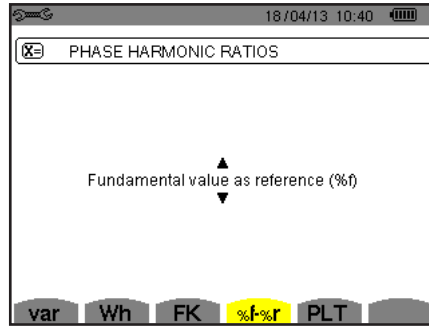 18/04/13 10:40
X= PHASE HARMONIC RATIOS
Fundamental value as reference (%f)
var Wh FK %f-%r PLT